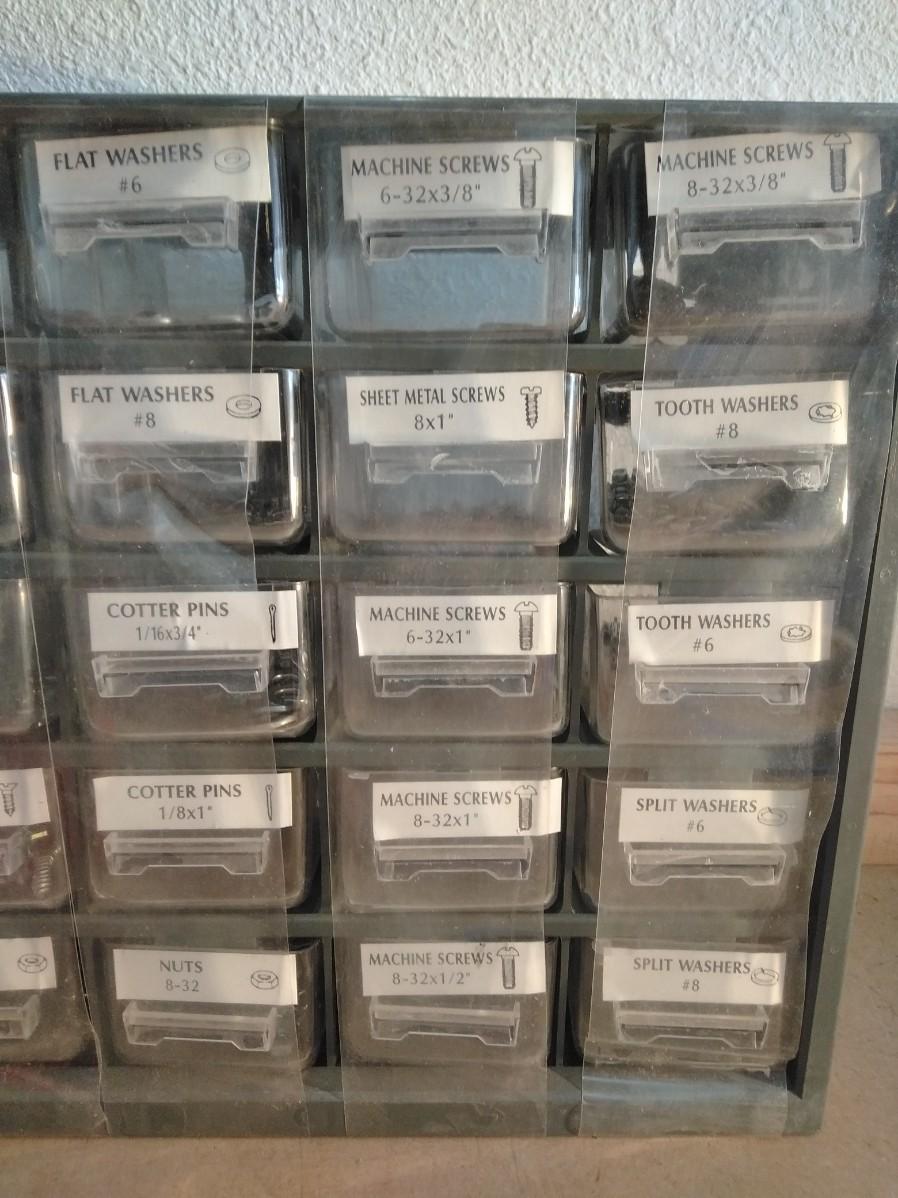 FLAT WASHERS
#6
MACHINE SCREWS
6-32x3/8"
MACHINE SCREWS
8-32x3/8"
FLAT WASHERS
#8
SHEET METAL SCREWS
8x1"
TOOTH WASHERS
#8
COTTER PINS
1/16x3/4"
MACHINE SCREWS
6-32x1"
TOOTH WASHERS
#6
COTTER PINS
1/8x1"
MACHINE SCREWS
8-32x1"
SPLIT WASHERS
#6
NUTS
8-32
MACHINE SCREWS
8-32x1/2"
SPLIT WASHERS
#8